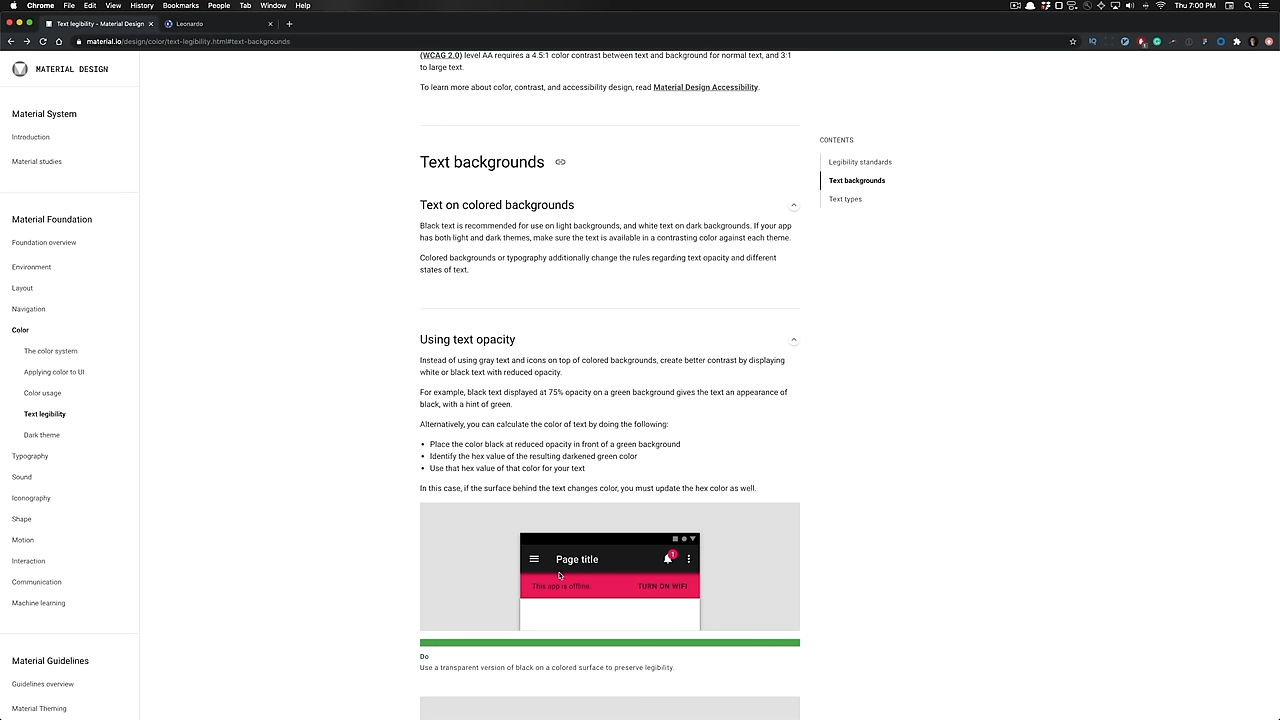 Chrome File Edit View History Bookmarks People Tab Window Help
Thu 7:00 PM
Text legibility - Material Design
Leonardo
material.io/design/color/text-legibility.html#text-backgrounds
MATERIAL DESIGN
Material System
Introduction
Material studies
Material Foundation
Foundation overview
Environment
Layout
Navigation
Color
The color system
Applying color to UI
Color usage
Text legibility
Dark theme
Typography
Sound
Iconography
Shape
Motion
Interaction
Communication
Machine learning
Material Guidelines
Guidelines overview
Material Theming
(WCAG 2.0) level AA requires a 4.5:1 color contrast between text and background for normal text, and 3:1
to large text.
To learn more about color, contrast, and accessibility design, read Material Design Accessibility.
Text backgrounds
Text on colored backgrounds
Black text is recommended for use on light backgrounds, and white text on dark backgrounds. If your app
has both light and dark themes, make sure the text is available in a contrasting color against each theme.
Colored backgrounds or typography additionally change the rules regarding text opacity and different
states of text.
Using text opacity
Instead of using gray text and icons on top of colored backgrounds, create better contrast by displaying
white or black text with reduced opacity.
For example, black text displayed at 75% opacity on a green background gives the text an appearance of
black, with a hint of green.
Alternatively, you can calculate the color of text by doing the following:
• Place the color black at reduced opacity in front of a green background
• Identify the hex value of the resulting darkened green color
• Use that hex value of that color for your text
In this case, if the surface behind the text changes color, you must update the hex color as well.
Page title
1
This app is offline.
TURN ON WIFI
Do
Use a transparent version of black on a colored surface to preserve legibility.
CONTENTS
Legibility standards
Text backgrounds
Text types